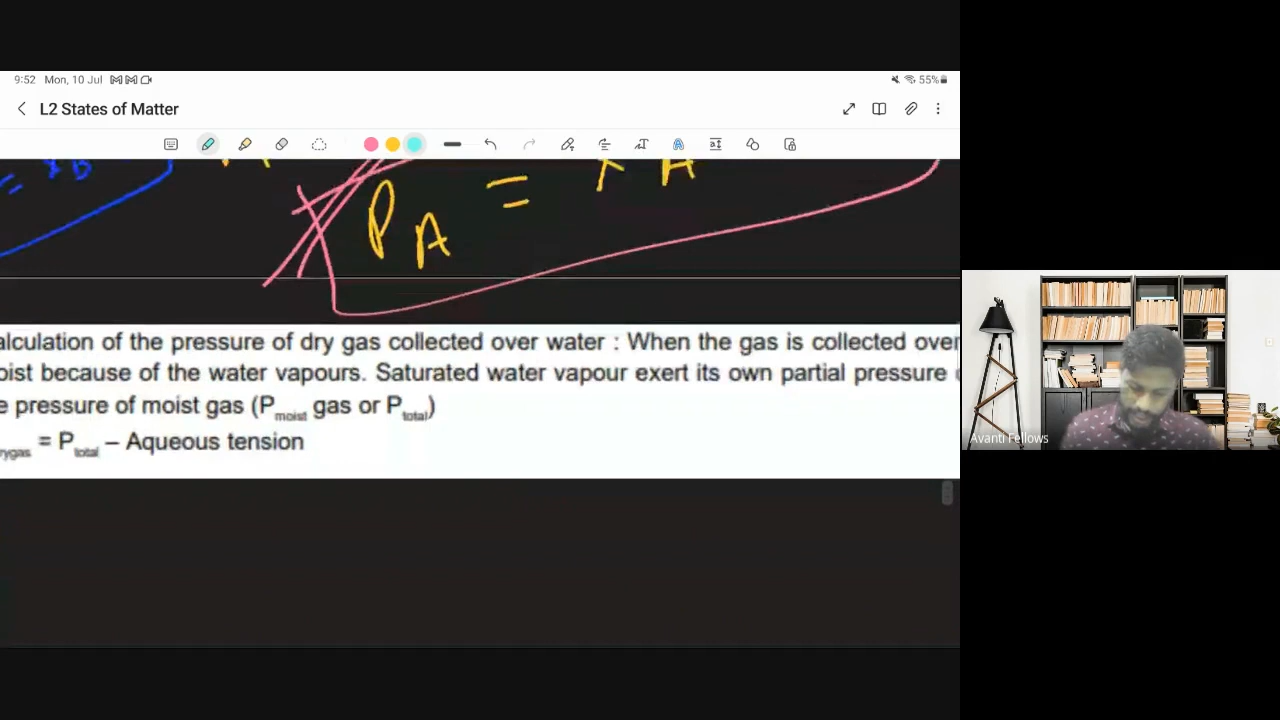 9:52 Mon, 10 Jul 55%
L2 States of Matter
= x B
P A = x A
alculation of the pressure of dry gas collected over water : When the gas is collected over
oist because of the water vapours. Saturated water vapour exert its own partial pressure
e pressure of moist gas (Pmoist gas or Ptotal)
rygas = Ptotal – Aqueous tension
Avanti Fellows